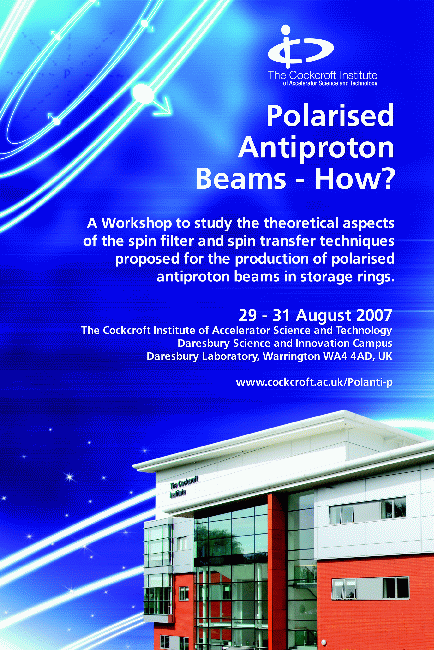 The Cockcroft Institute
of Accelerator Science and Technology
Polarised
Antiproton
Beams - How?
A Workshop to study the theoretical aspects
of the spin filter and spin transfer techniques
proposed for the production of polarised
antiproton beams in storage rings.
29 - 31 August 2007
The Cockcroft Institute of Accelerator Science and Technology
Daresbury Science and Innovation Campus
Daresbury Laboratory, Warrington WA4 4AD, UK
www.cockcroft.ac.uk/Polanti-p
The Cockcroft
Institute